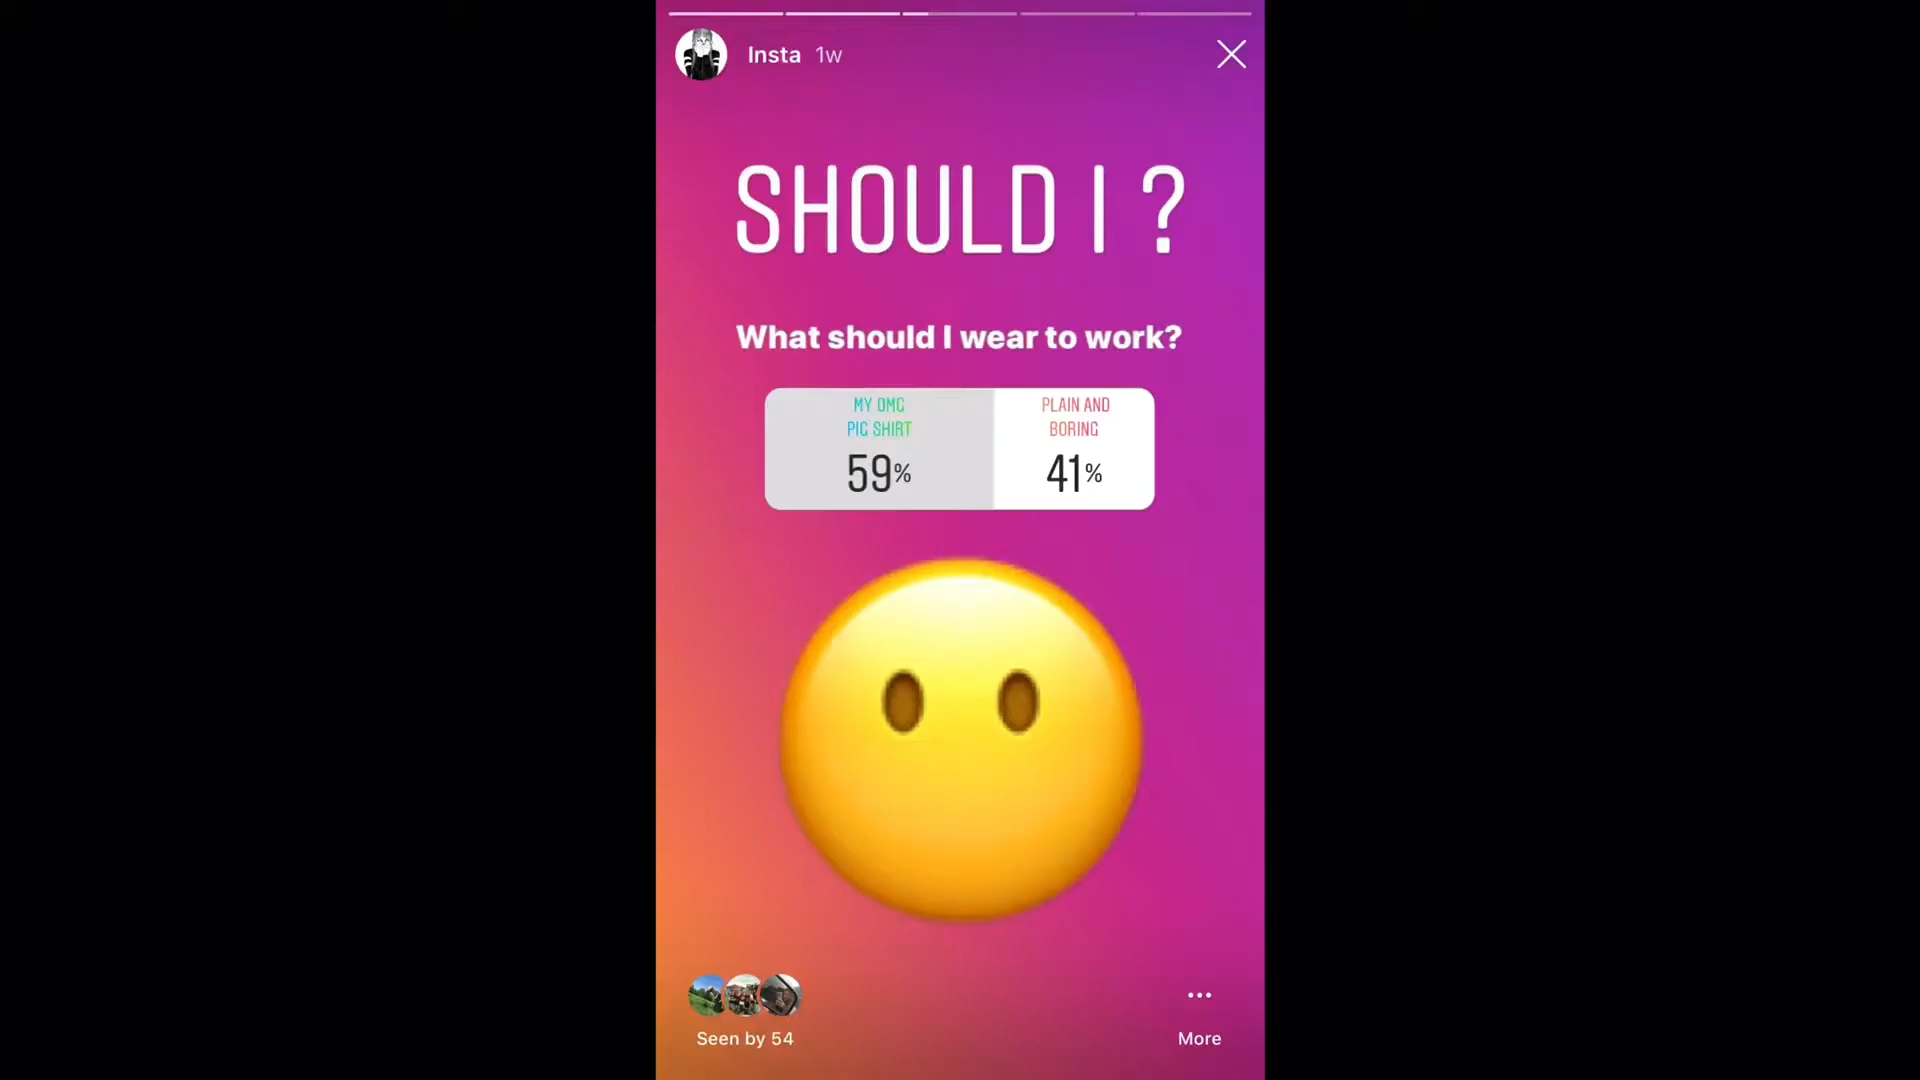 Insta 1w
SHOULD I ?
What should I wear to work?
MY OMG
PIG SHIRT
59%
PLAIN AND
BORING
41%
Seen by 54
More